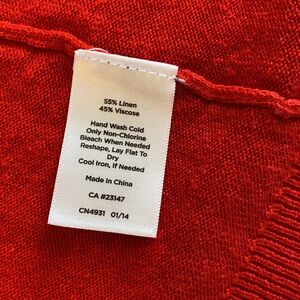 55% Linen
45% Viscose
Hand Wash Cold
Only Non-Chlorine
Bleach When Needed
Reshape, Lay Flat To
Dry
Cool Iron, If Needed
Made In China
CA #23147
CN4931 01/14